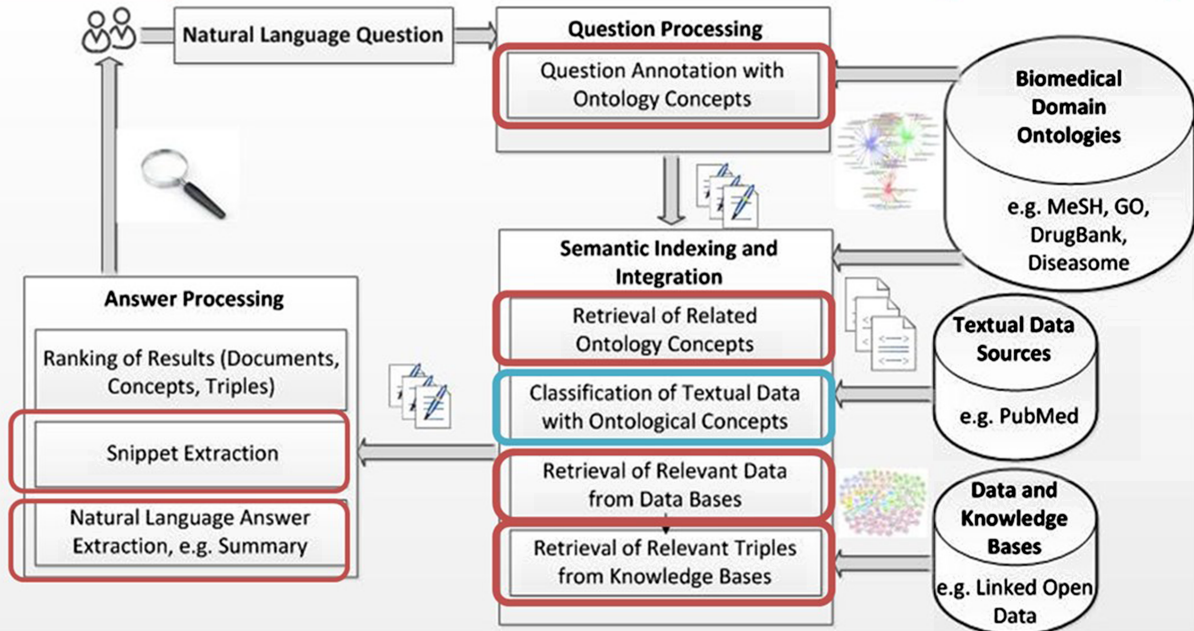 Natural Language Question
Question Processing
Question Annotation with
Ontology Concepts
Biomedical
Domain
Ontologies
e.g. MeSH, GO,
DrugBank,
Diseasome
Semantic Indexing and
Integration
Retrieval of Related
Ontology Concepts
Classification of Textual Data
with Ontological Concepts
Retrieval of Relevant Data
from Data Bases
Retrieval of Relevant Triples
from Knowledge Bases
Textual Data
Sources
e.g. PubMed
Data and
Knowledge
Bases
e.g. Linked Open
Data
Answer Processing
Ranking of Results (Documents,
Concepts, Triples)
Snippet Extraction
Natural Language Answer
Extraction, e.g. Summary